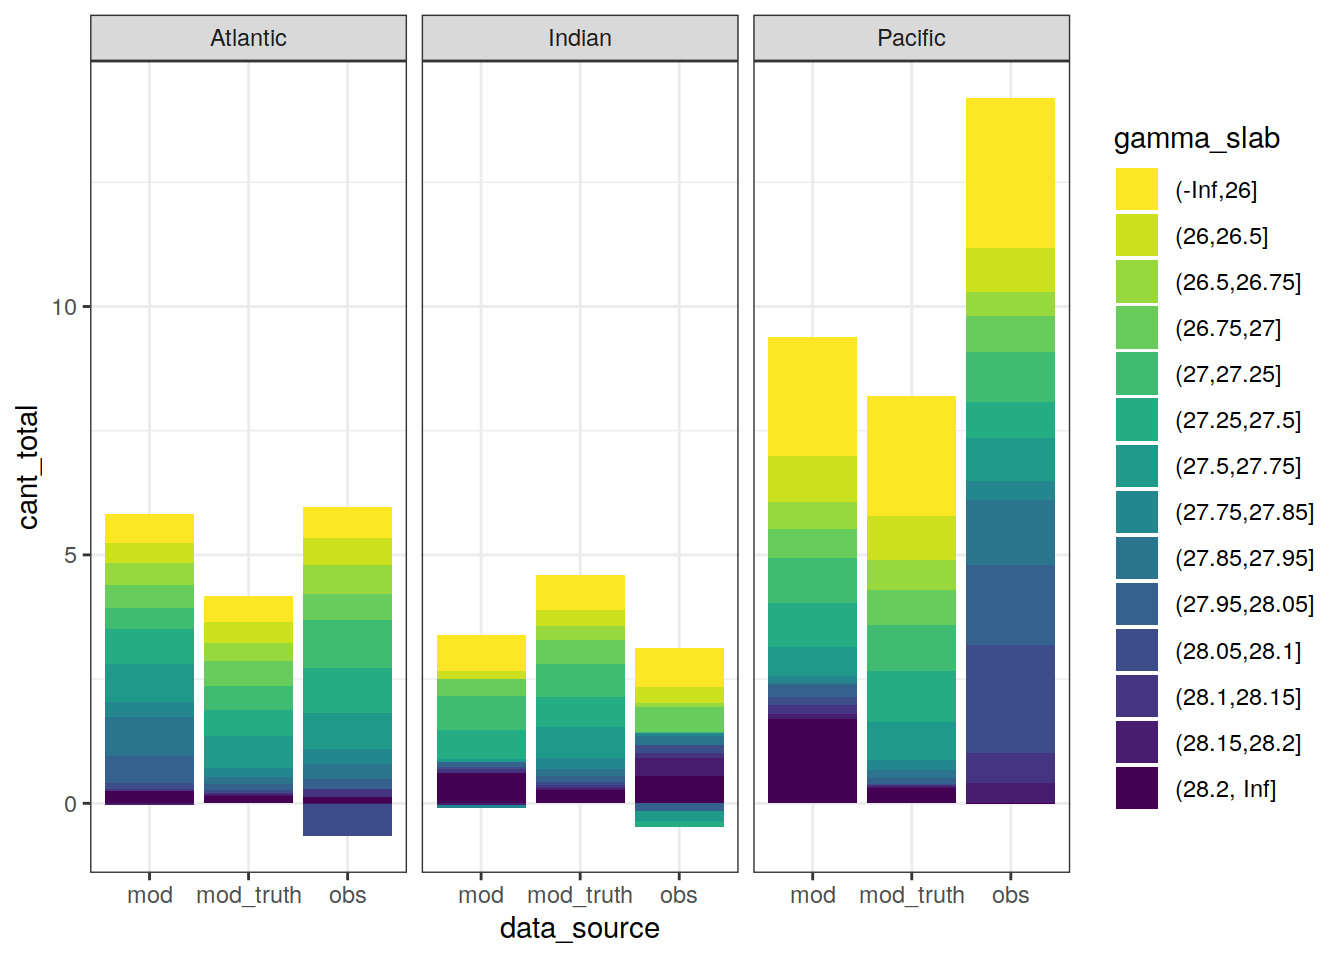 Atlantic
Indian
Pacific
cant_total
10
5
0
mod mod_truth obs
mod mod_truth obs
mod mod_truth obs
data_source
gamma_slab
(-Inf,26]
(26,26.5]
(26.5,26.75]
(26.75,27]
(27,27.25]
(27.25,27.5]
(27.5,27.75]
(27.75,27.85]
(27.85,27.95]
(27.95,28.05]
(28.05,28.1]
(28.1,28.15]
(28.15,28.2]
(28.2, Inf]